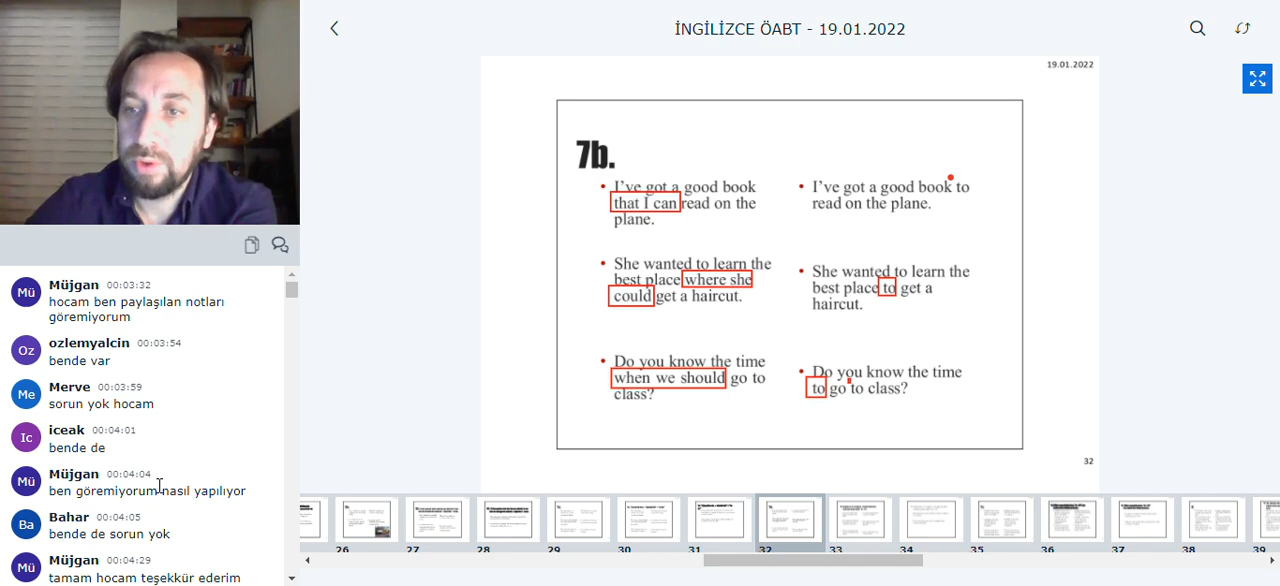 İNGİLİZCE ÖABT - 19.01.2022
19.01.2022
7b.
• I've got a good book
that I can read on the
plane.
• She wanted to learn the
best place where she
could get a haircut.
• Do you know the time
when we should go to
class?
• I've got a good book to
read on the plane.
• She wanted to learn the
best place to get a
haircut.
• Do you know the time
to go to class?
32
Mü
Müjgan 00:03:32
hocam ben paylaşılan notları
göremiyorum
Oz
ozlemyalcin 00:03:54
bende var
Me
Merve 00:03:59
sorun yok hocam
Ic
iceak 00:04:01
bende de
Mü
Müjgan 00:04:04
ben göremiyorum nasıl yapılıyor
Ba
Bahar 00:04:05
bende de sorun yok
Mü
Müjgan 00:04:29
tamam hocam teşekkür ederim
26 27 28 29 30 31 32 33 34 35 36 37 38 39